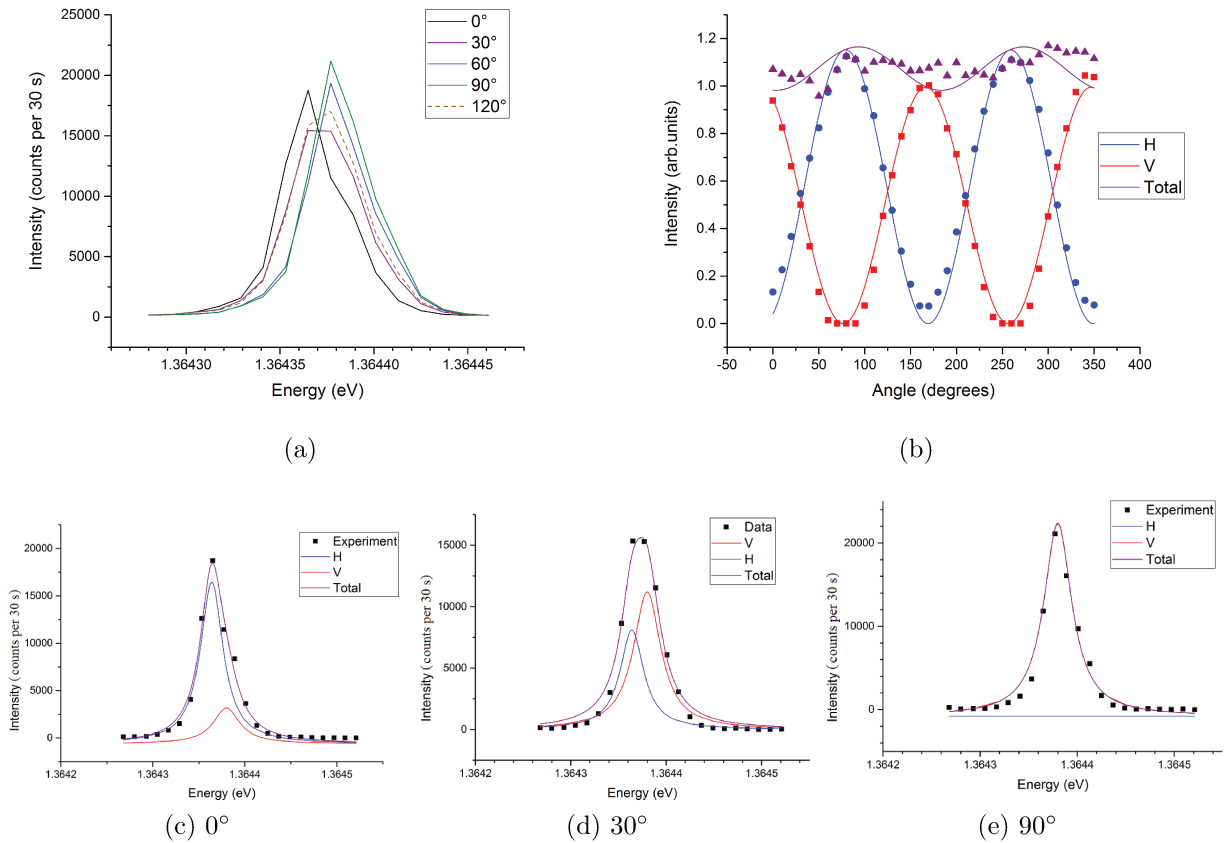 25000
20000
15000
10000
5000
0
Intensity (counts per 30 s)
1.36430
1.36435
1.36440
1.36445
Energy (eV)
0°
30°
60°
90°
120°
(a)
1.2
1.0
0.8
0.6
0.4
0.2
0.0
Intensity (arb.units)
-50
0
50
100
150
200
250
300
350
400
Angle (degrees)
H
V
Total
(b)
20000
15000
10000
5000
0
Intensity ( counts per 30 s)
1.3642
1.3643
1.3644
1.3645
Energy (eV)
Experiment
H
V
Total
(c) 0°
15000
10000
5000
0
Intensity ( counts per 30 s)
1.3642
1.3643
1.3644
1.3645
Energy (eV)
Data
V
H
Total
(d) 30°
20000
10000
0
Intensity ( counts per 30 s)
1.3642
1.3643
1.3644
1.3645
Energy (eV)
Experiment
H
V
Total
(e) 90°